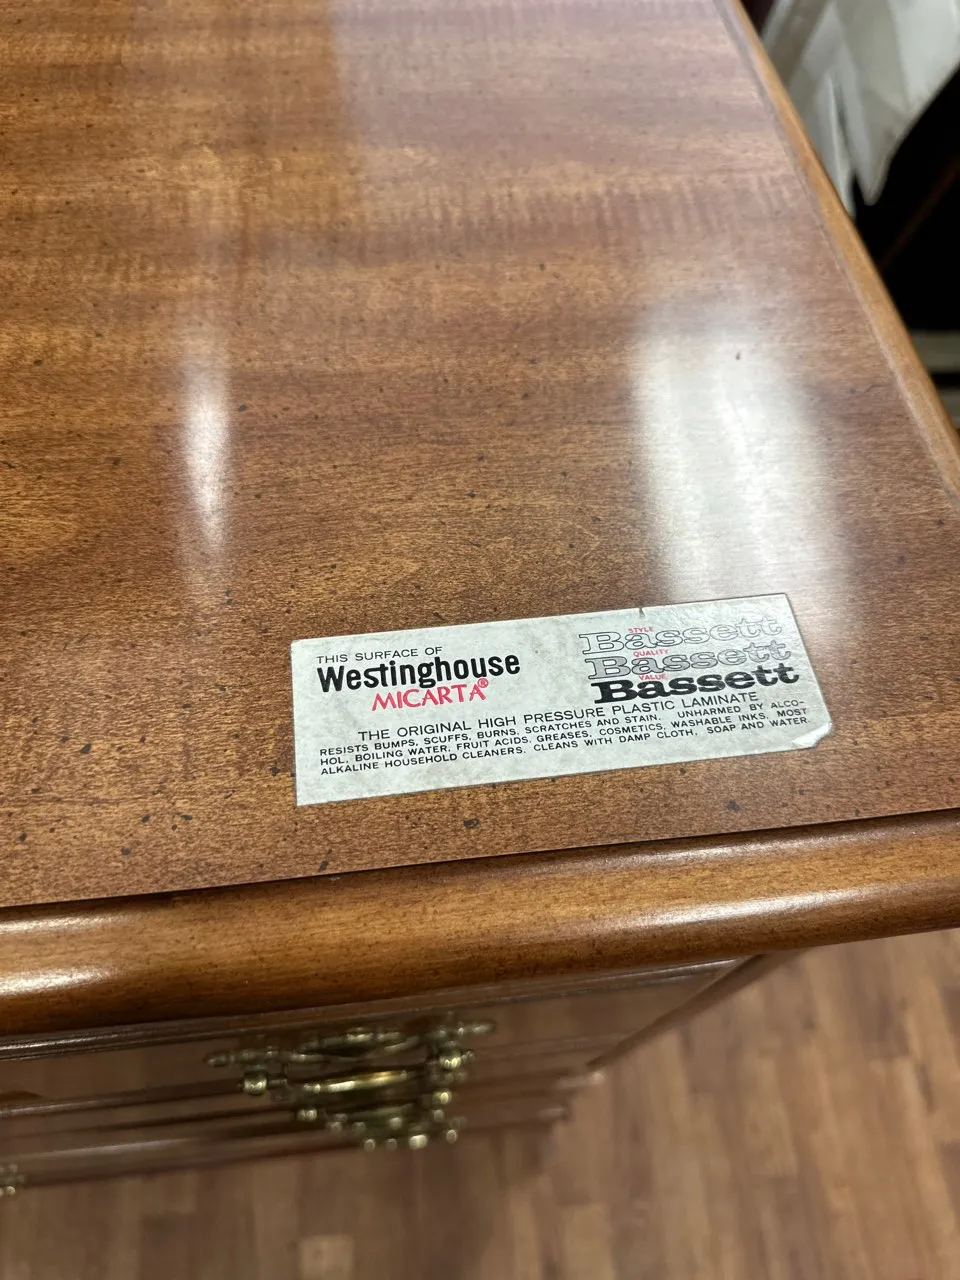 THIS SURFACE OF
Westinghouse
MICARTA®
STYLE
Bassett
QUALITY
Bassett
VALUE
Bassett
THE ORIGINAL HIGH PRESSURE PLASTIC LAMINATE
RESISTS BUMPS, SCUFFS, BURNS, SCRATCHES AND STAIN. UNHARMED BY ALCO-
HOL, BOILING WATER, FRUIT ACIDS, GREASES, COSMETICS, WASHABLE INKS, MOST
ALKALINE HOUSEHOLD CLEANERS. CLEANS WITH DAMP CLOTH, SOAP AND WATER